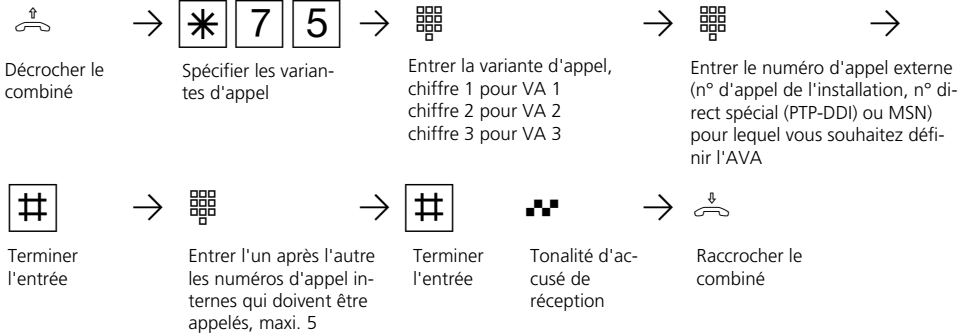 * 7 5
Décrocher le
combiné
Spécifier les varian-
tes d'appel
Entrer la variante d'appel,
chiffre 1 pour VA 1
chiffre 2 pour VA 2
chiffre 3 pour VA 3
Entrer le numéro d'appel externe
(n° d'appel de l'installation, n° di-
rect spécial (PTP-DDI) ou MSN)
pour lequel vous souhaitez défi-
nir l'AVA
#
Terminer
l'entrée
Entrer l'un après l'autre
les numéros d'appel in-
ternes qui doivent être
appelés, maxi. 5
#
Terminer
l'entrée
Tonalité d'ac-
cusé de
réception
Raccrocher le
combiné